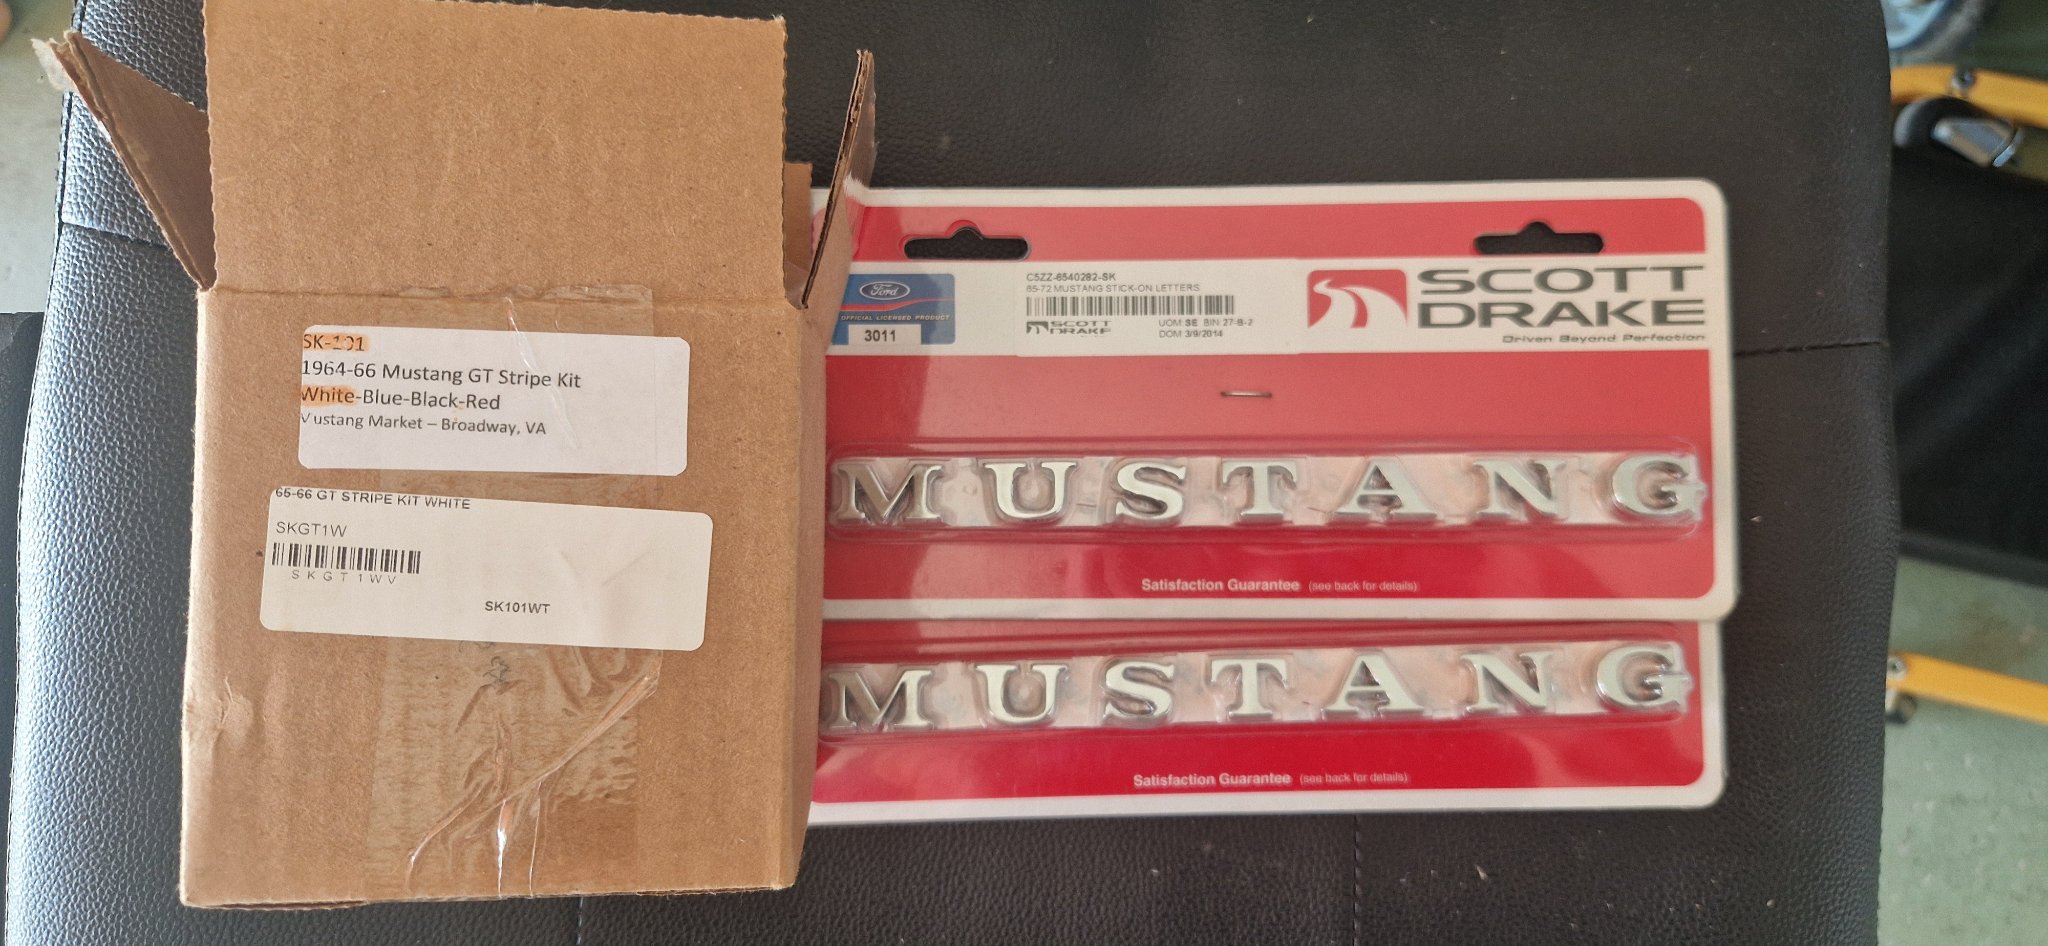 SK-101
1964-66 Mustang GT Stripe Kit
White-Blue-Black-Red
Mustang Market – Broadway, VA
65-66 GT STRIPE KIT WHITE
SKGT1W
SKGT1WV
SK101WT
Ford
OFFICIAL LICENSED PRODUCT
3011
C5ZZ-6540282-SK
65-72 MUSTANG STICK-ON LETTERS
SCOTT
DRAKE
UOM SE BIN 27-B-2
DOM 3/9/2014
SCOTT
DRAKE
Driven Beyond Perfection
MUSTANG
Satisfaction Guarantee (see back for details)
MUSTANG
Satisfaction Guarantee (see back for details)